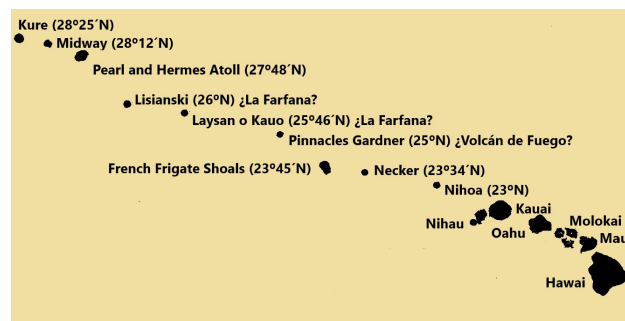 Kure (28º25´N)
Midway (28º12´N)
Pearl and Hermes Atoll (27º48´N)
Lisianski (26ºN) ¿La Farfana?
Laysan o Kauo (25º46´N) ¿La Farfana?
Pinnacles Gardner (25ºN) ¿Volcán de Fuego?
French Frigate Shoals (23º45´N)
Necker (23º34´N)
Nihoa (23ºN)
Kauai
Nihau
Oahu
Molokai
Mau
Hawai